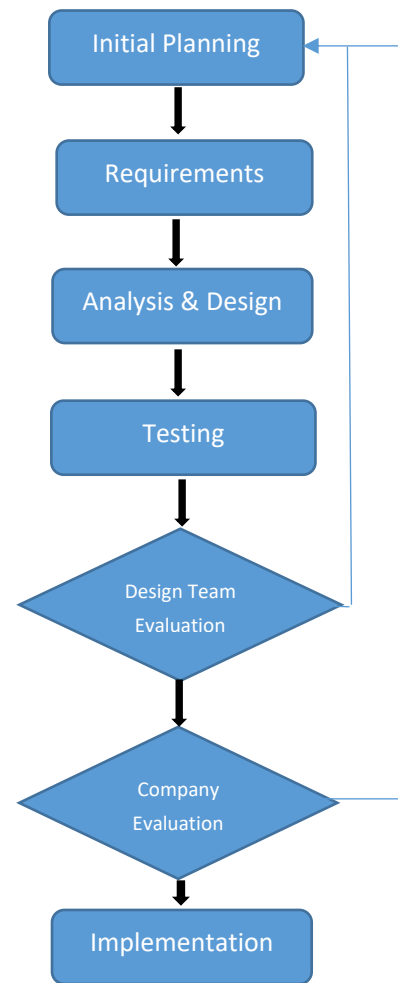 Initial Planning
Requirements
Analysis & Design
Testing
Design Team
Evaluation
Company
Evaluation
Implementation